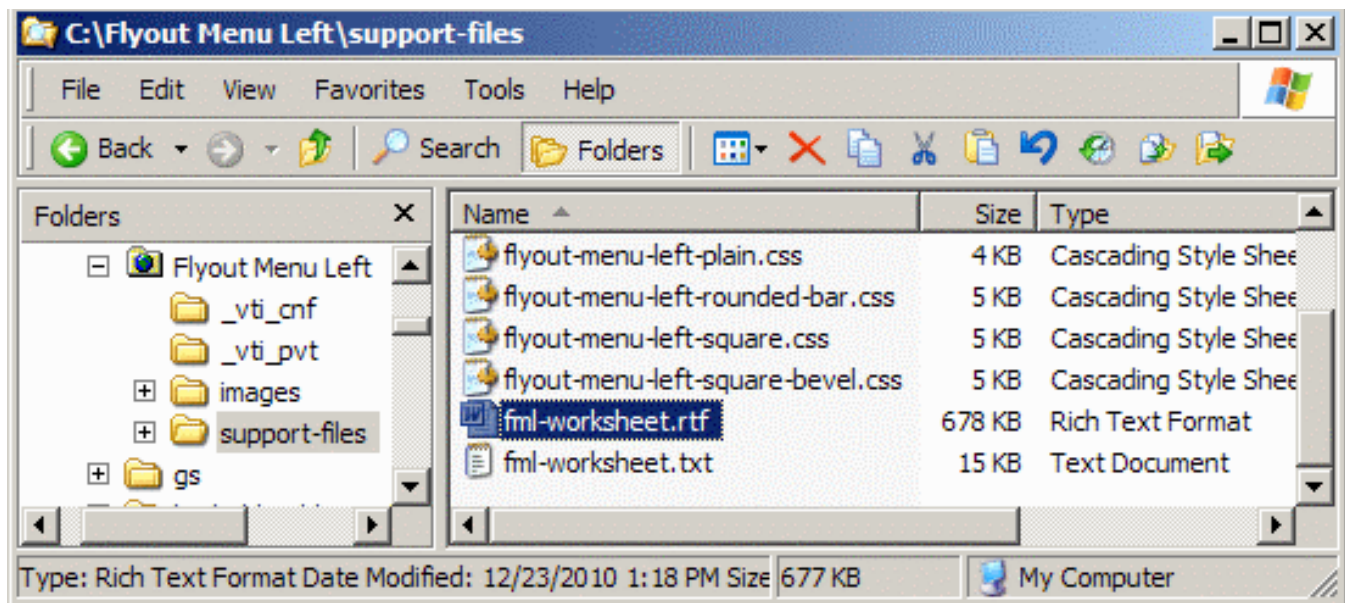 C:\Flyout Menu Left\support-files
File Edit View Favorites Tools Help
Back Search Folders
Folders
Name Size Type
Flyout Menu Left
_vti_cnf
_vti_pvt
images
support-files
gs
flyout-menu-left-plain.css 4 KB Cascading Style Shee
flyout-menu-left-rounded-bar.css 5 KB Cascading Style Shee
flyout-menu-left-square.css 5 KB Cascading Style Shee
flyout-menu-left-square-bevel.css 5 KB Cascading Style Shee
fml-worksheet.rtf 678 KB Rich Text Format
fml-worksheet.txt 15 KB Text Document
Type: Rich Text Format Date Modified: 12/23/2010 1:18 PM Size 677 KB My Computer